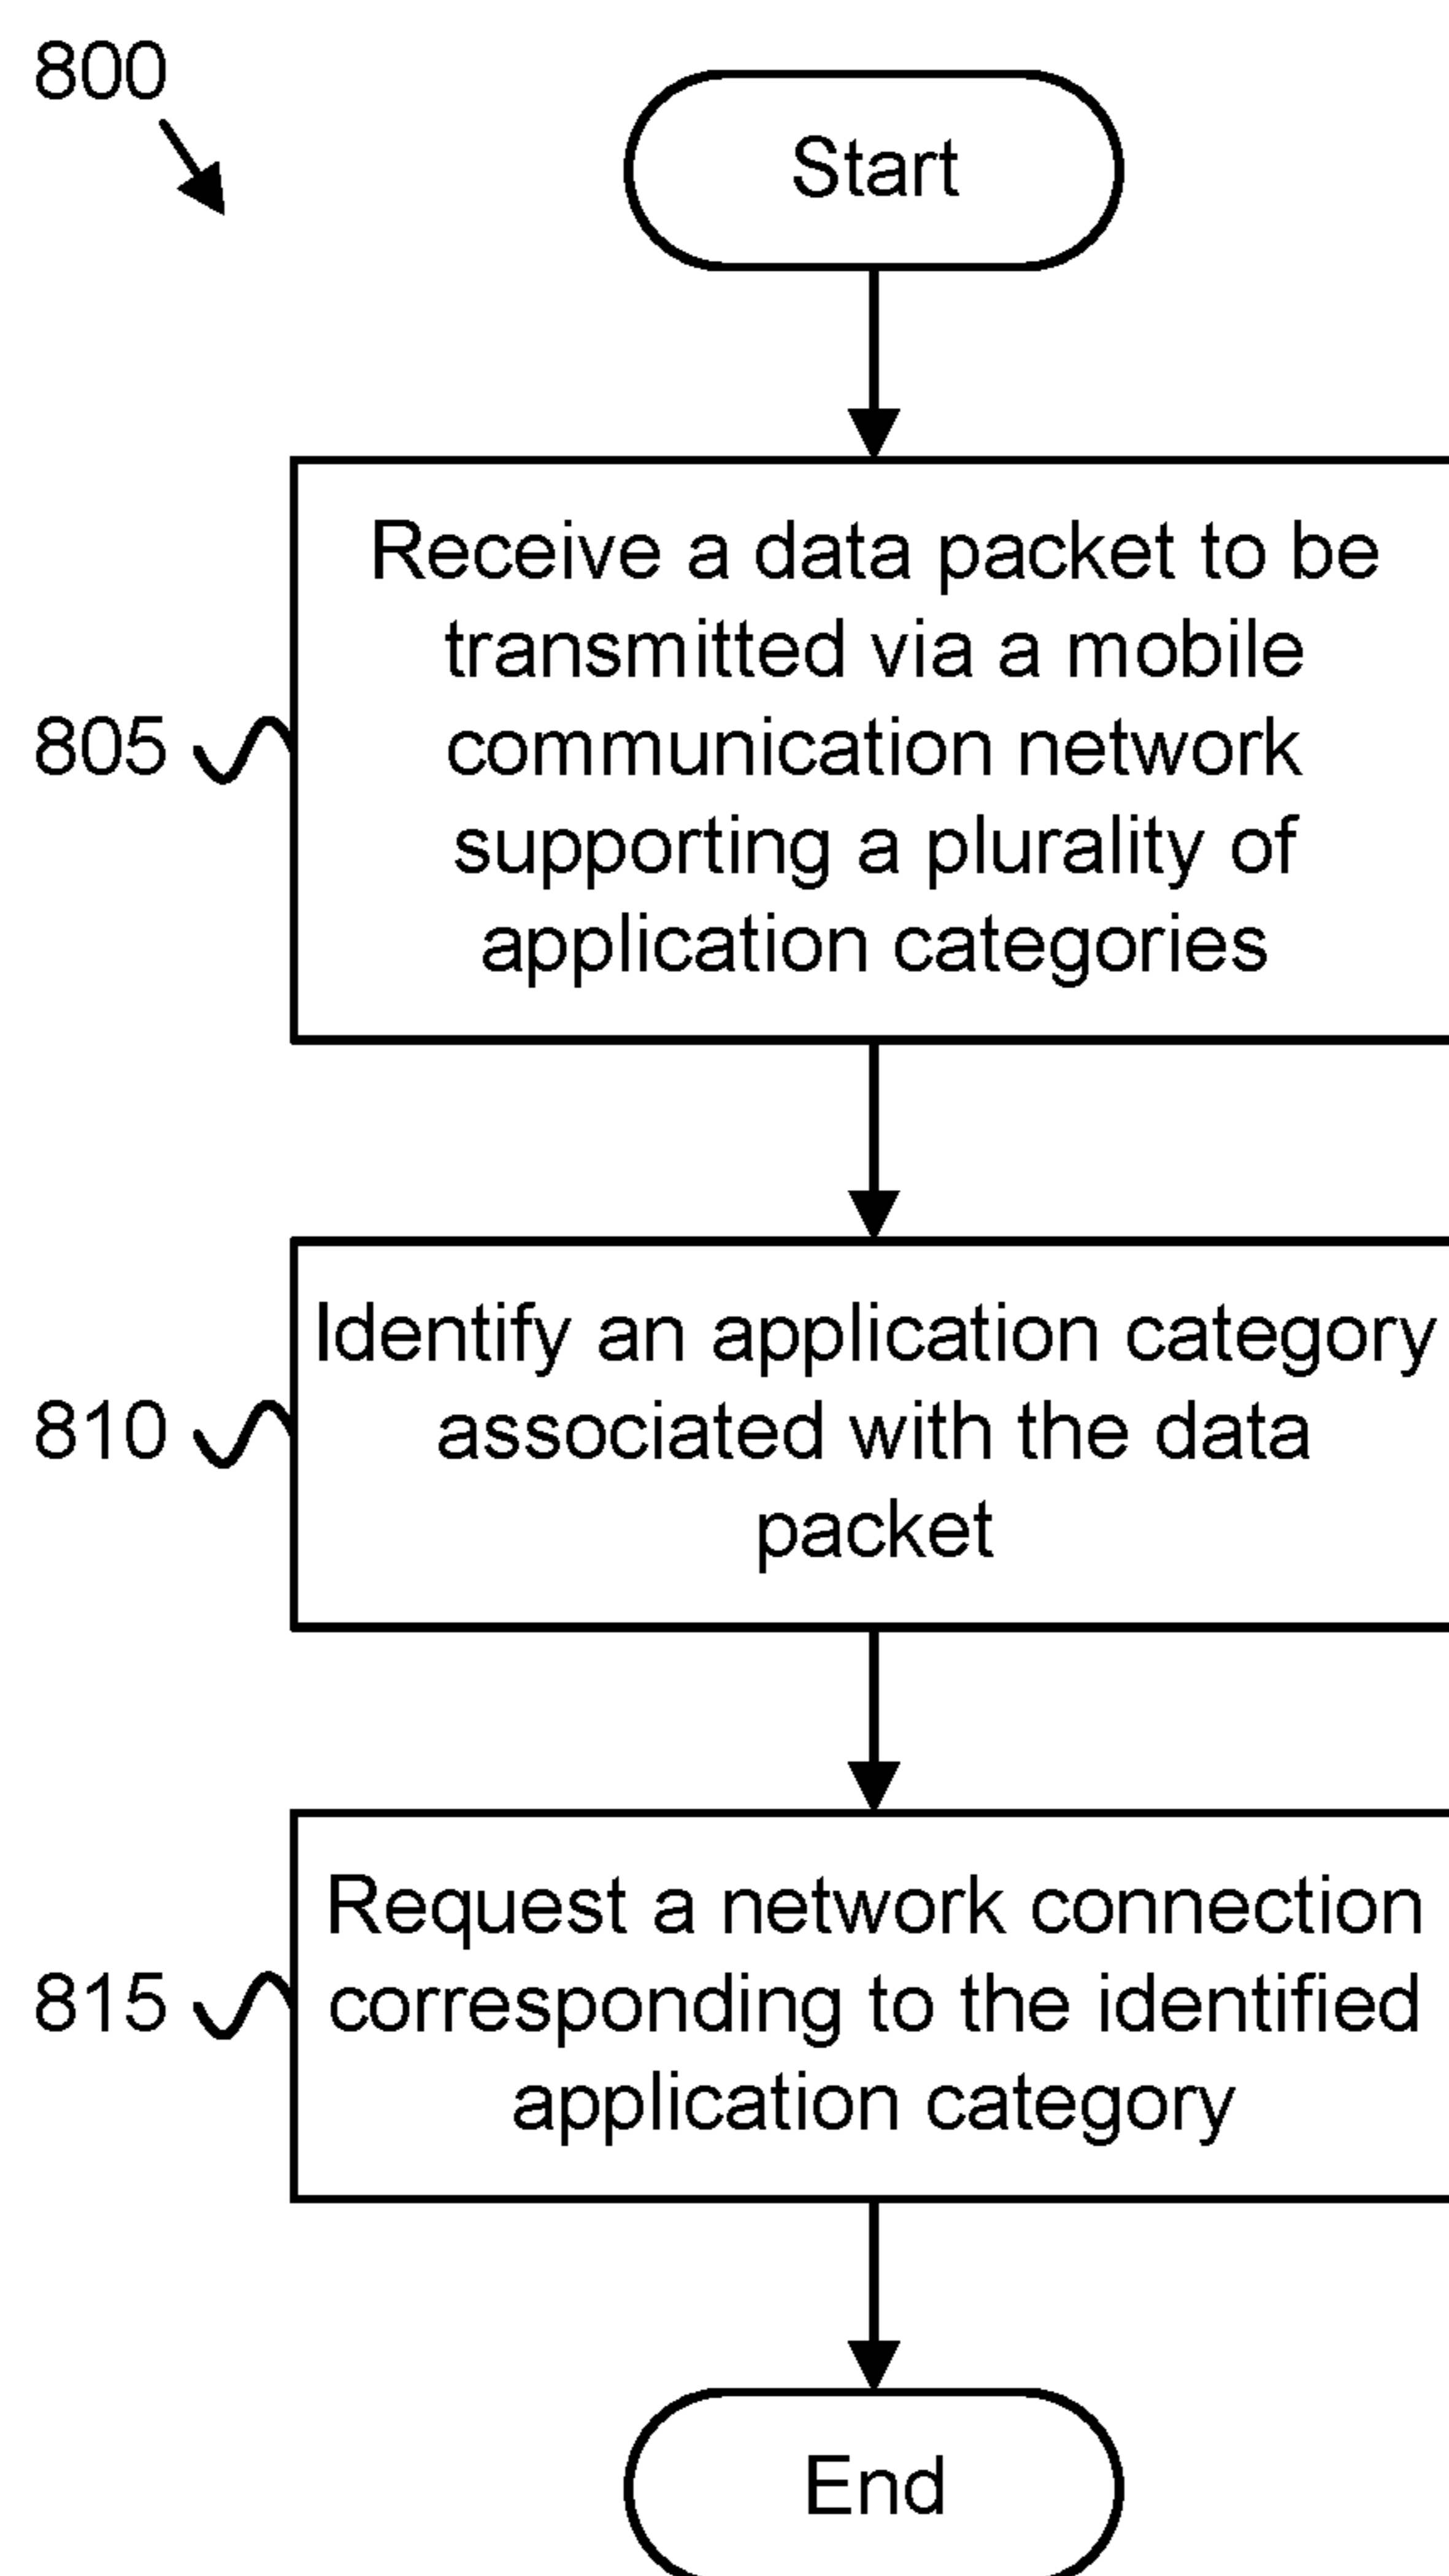 800
Start
Receive a data packet to be
transmitted via a mobile
communication network
supporting a plurality of
application categories
805
Identify an application category
associated with the data
packet
810
Request a network connection
corresponding to the identified
application category
815
End